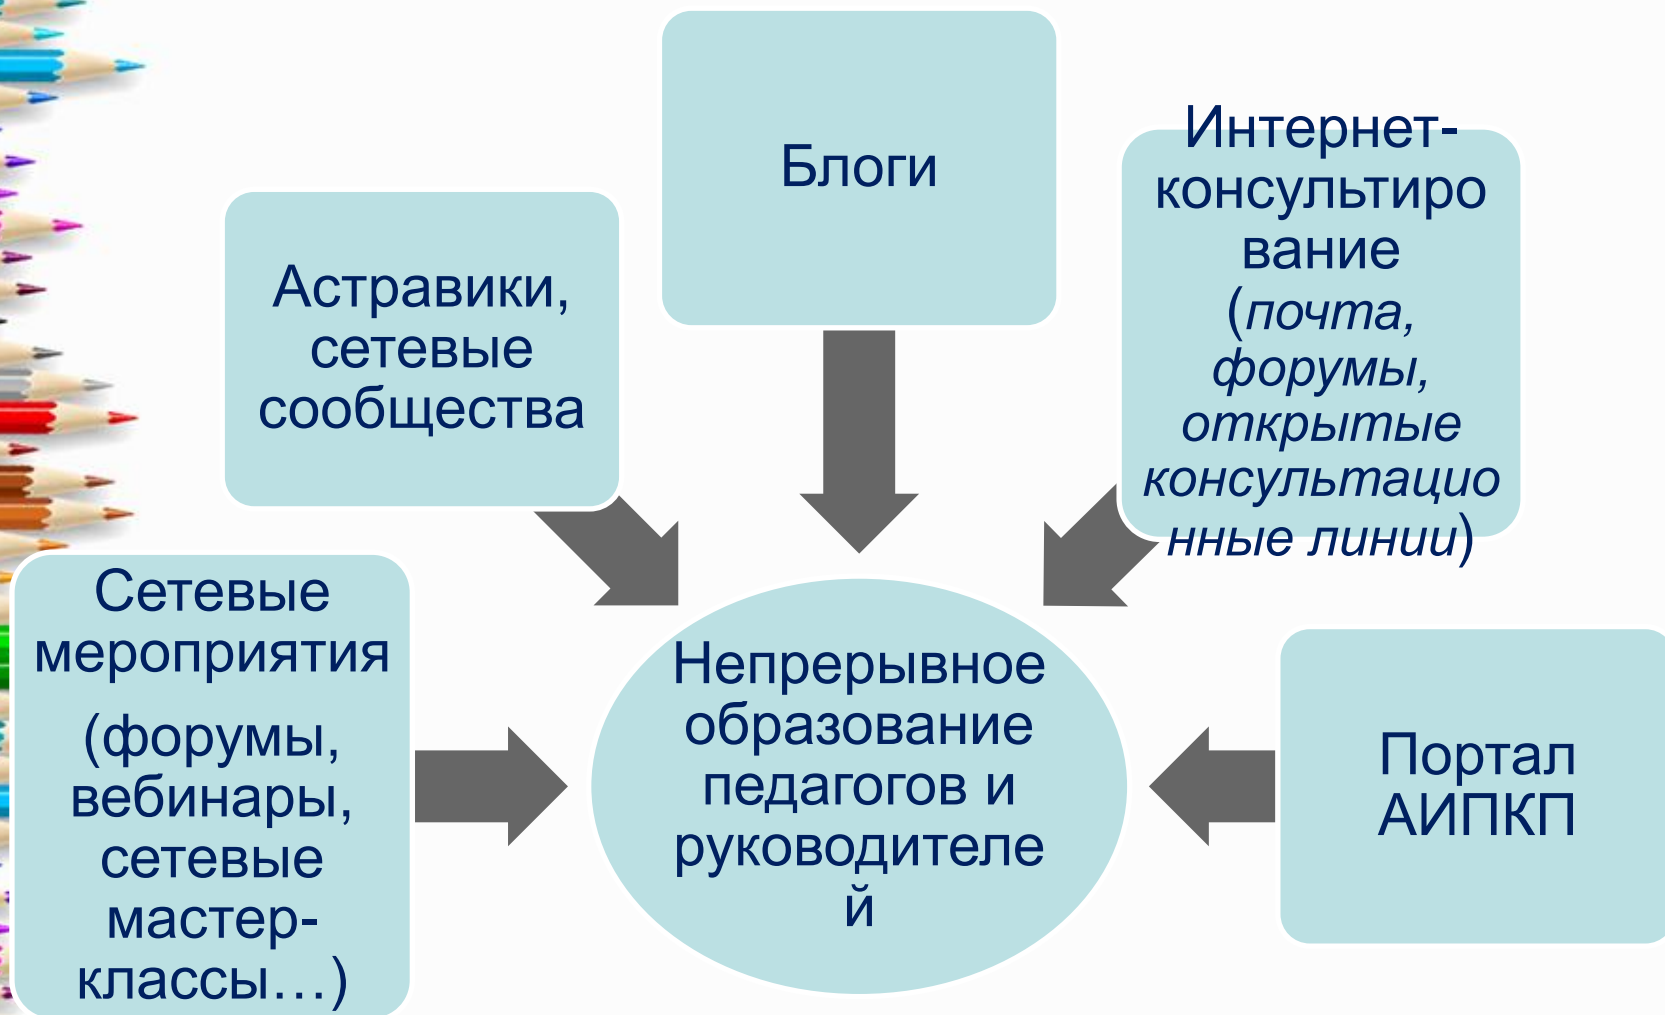 Блоги
Интернет-
консультиро
вание
(почта,
форумы,
открытые
консультацио
нные линии)
Астравики,
сетевые
сообщества
Сетевые
мероприятия
(форумы,
вебинары,
сетевые
мастер-
классы…)
Непрерывное
образование
педагогов и
руководителе
й
Портал
АИПКП